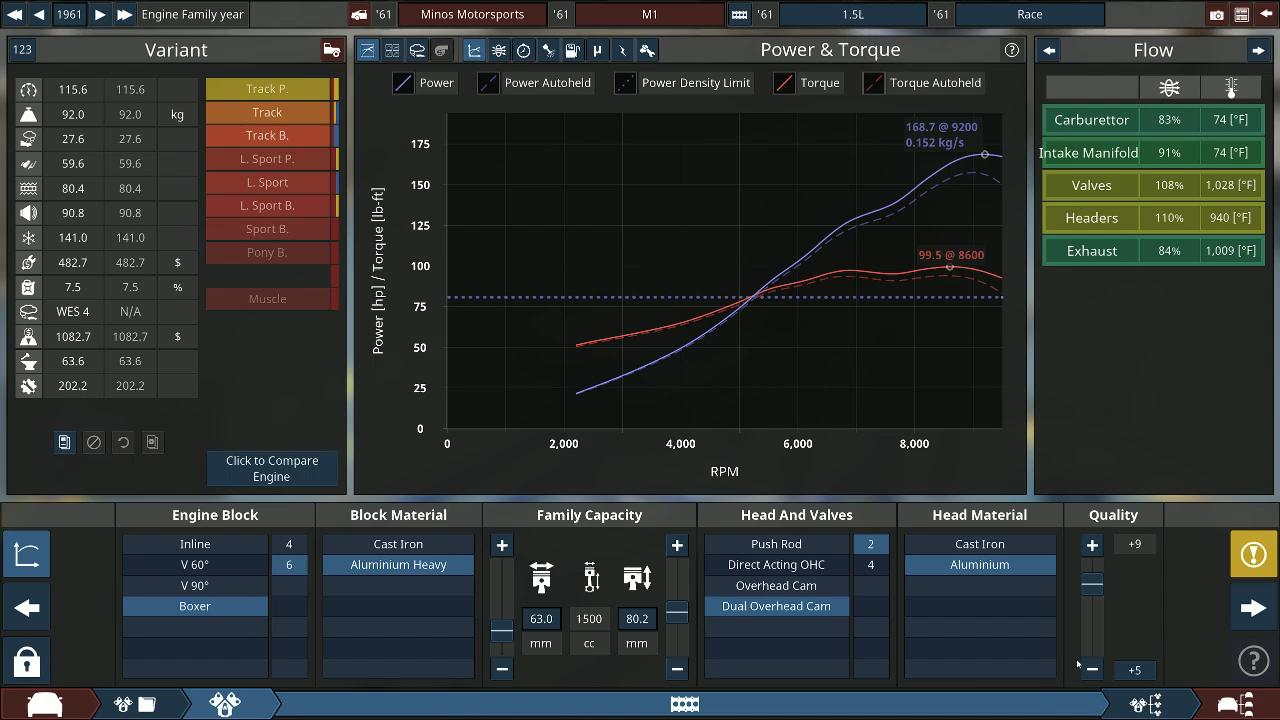 1961 Engine Family year '61 Minos Motorsports '61 M1 '61 1.5L '61 Race
123 Variant
115.6 115.6
92.0 92.0 kg
27.6 27.6
59.6 59.6
80.4 80.4
90.8 90.8
141.0 141.0
482.7 482.7 $
7.5 7.5 %
WES 4 N/A
1082.7 1082.7 $
63.6 63.6
202.2 202.2
Track P.
Track
Track B.
L. Sport P.
L. Sport
L. Sport B.
Sport B.
Pony B.
Muscle
Click to Compare
Engine
Power & Torque
Power Power Autoheld Power Density Limit Torque Torque Autoheld
Power [hp] / Torque [lb-ft]
175
150
125
100
75
50
25
0
168.7 @ 9200
0.152 kg/s
99.5 @ 8600
0 2,000 4,000 6,000 8,000
RPM
Flow
Carburettor 83% 74 [°F]
Intake Manifold 91% 74 [°F]
Valves 108% 1,028 [°F]
Headers 110% 940 [°F]
Exhaust 84% 1,009 [°F]
Engine Block
Inline 4
V 60° 6
V 90°
Boxer
Block Material
Cast Iron
Aluminium Heavy
Family Capacity
63.0 1500 80.2
mm cc mm
Head And Valves
Push Rod 2
Direct Acting OHC 4
Overhead Cam
Dual Overhead Cam
Head Material
Cast Iron
Aluminium
Quality
+9
+5